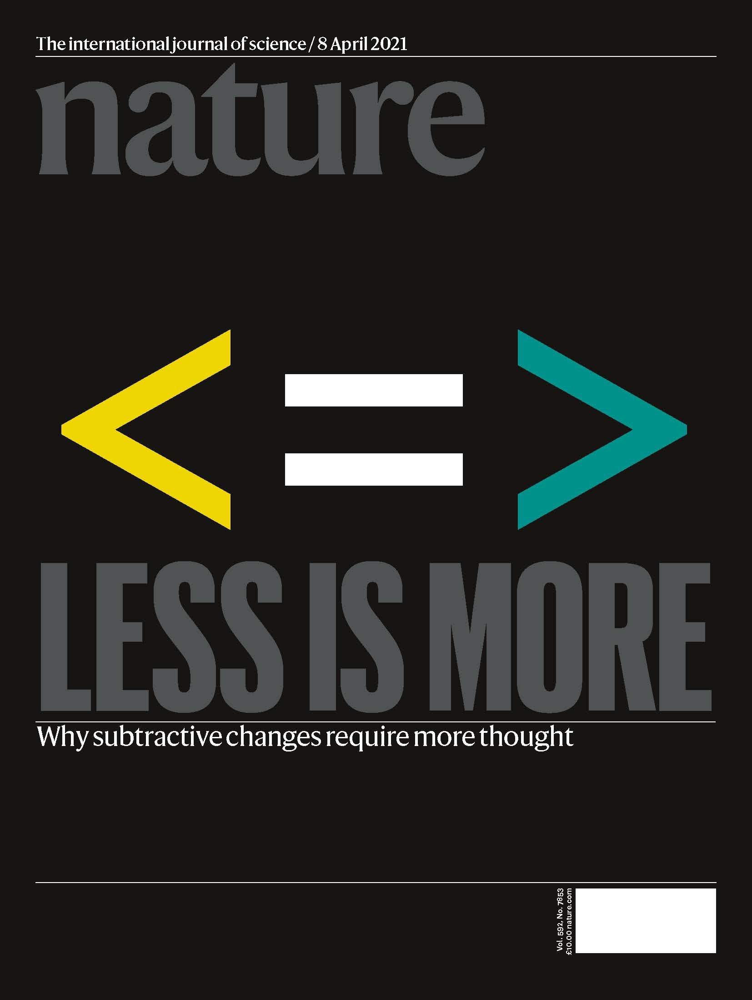 The international journal of science / 8 April 2021
nature
< = >
LESS IS MORE
Why subtractive changes require more thought
Vol. 592, No. 7853
£10.00 nature.com